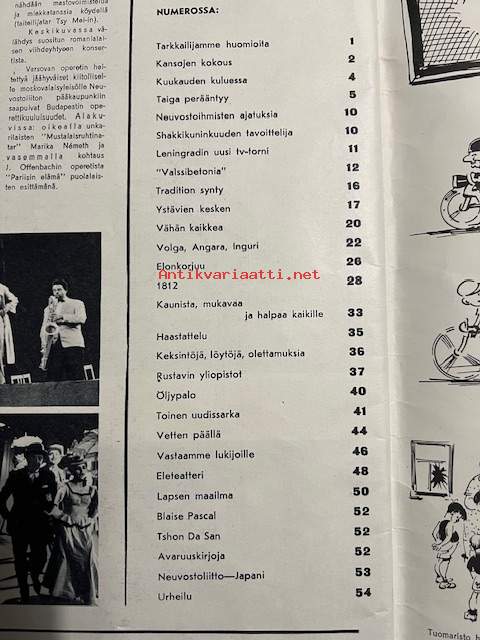 nähdään mastovoimistelua
ja miekkatanssia köydellä
(taiteilijatar Tsy Mei-in).
Keskikuvassa vä-
lähdys suositun romanialai-
sen viihdeyhtyeen konser-
tista.
Varsovan operetin hei-
tettyä jäähyväiset kiitollisel-
le moskovalaisyleisölle Neu-
vostoliiton pääkaupunkiin
saapuivat Budapestin ope-
rettikuuluisuudet. Alaku-
vissa: oikealla unka-
rilaisten "Mustalaisruhtina-
tar" Marika Németh ja
vasemmalla kohtaus
J. Offenbachin operetista
"Pariisin elämä" puolalais-
ten esittämänä.
NUMEROSSA:
Tarkkailijamme huomioita 1
Kansojen kokous 2
Kuukauden kuluessa 4
Taiga perääntyy 5
Neuvostoihmisten ajatuksia 10
Shakkikuninkuuden tavoittelija 10
Leningradin uusi tv-torni 11
"Valssibetonia" 12
Tradition synty 16
Ystävien kesken 17
Vähän kaikkea 20
Volga, Angara, Inguri 22
Elonkorjuu 26
Antikvariaatti.net
1812 28
Kaunista, mukavaa
ja halpaa kaikille 33
Haastattelu 35
Keksintöjä, löytöjä, olettamuksia 36
Rustavin yliopistot 37
Öljypalo 40
Toinen uudissarka 41
Vetten päällä 44
Vastaamme lukijoille 46
Eleteatteri 48
Lapsen maailma 50
Blaise Pascal 52
Tshon Da San 52
Avaruuskirjoja 52
Neuvostoliitto—Japani 53
Urheilu 54
Tuomaristo